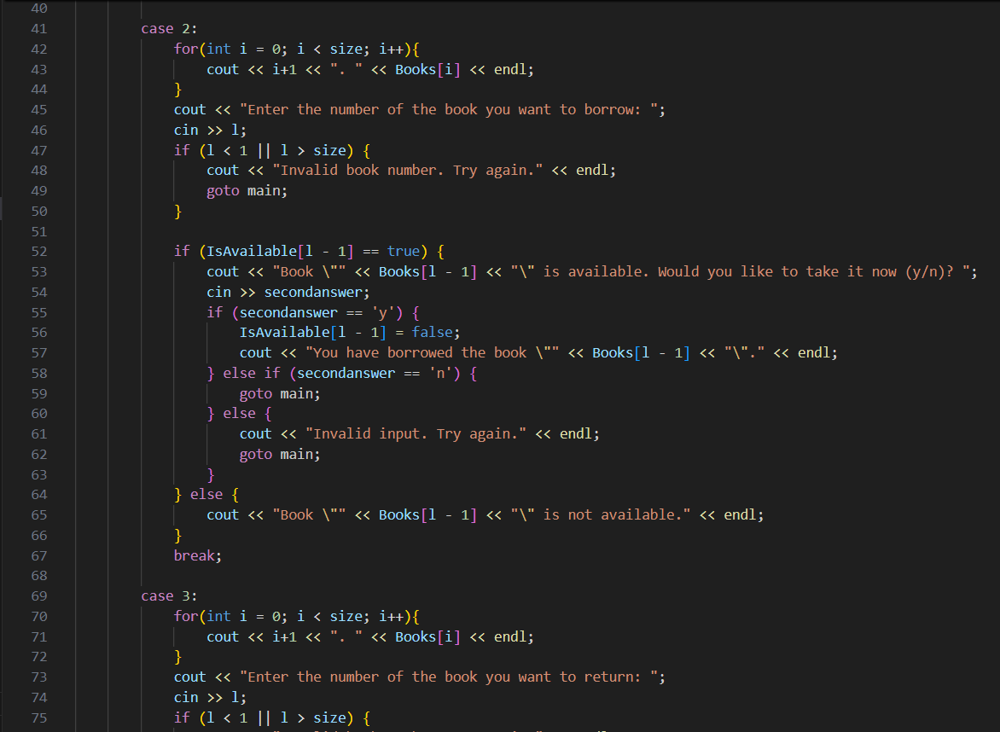 40
41 case 2:
42 for(int i = 0; i < size; i++){
43 cout << i+1 << ". " << Books[i] << endl;
44 }
45 cout << "Enter the number of the book you want to borrow: ";
46 cin >> l;
47 if (l < 1 || l > size) {
48 cout << "Invalid book number. Try again." << endl;
49 goto main;
50 }
51
52 if (IsAvailable[l - 1] == true) {
53 cout << "Book \"" << Books[l - 1] << "\" is available. Would you like to take it now (y/n)? ";
54 cin >> secondanswer;
55 if (secondanswer == 'y') {
56 IsAvailable[l - 1] = false;
57 cout << "You have borrowed the book \"" << Books[l - 1] << "\"." << endl;
58 } else if (secondanswer == 'n') {
59 goto main;
60 } else {
61 cout << "Invalid input. Try again." << endl;
62 goto main;
63 }
64 } else {
65 cout << "Book \"" << Books[l - 1] << "\" is not available." << endl;
66 }
67 break;
68
69 case 3:
70 for(int i = 0; i < size; i++){
71 cout << i+1 << ". " << Books[i] << endl;
72 }
73 cout << "Enter the number of the book you want to return: ";
74 cin >> l;
75 if (l < 1 || l > size) {